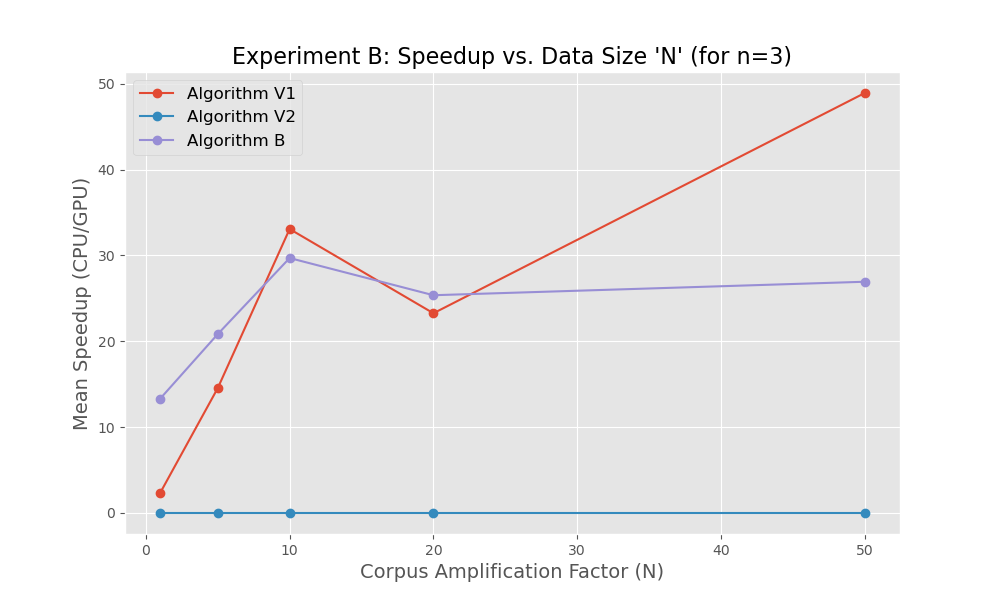 Experiment B: Speedup vs. Data Size 'N' (for n=3)
Algorithm V1
Algorithm V2
Algorithm B
Mean Speedup (CPU/GPU)
50
40
30
20
10
0
0 10 20 30 40 50
Corpus Amplification Factor (N)